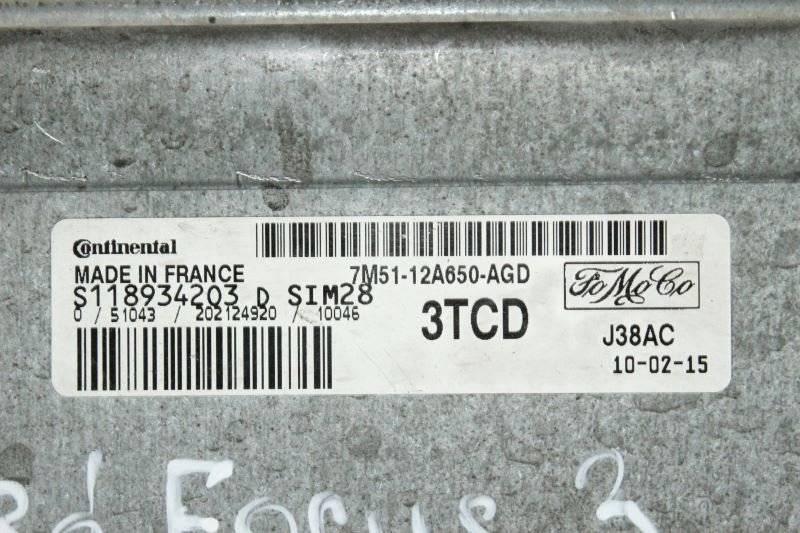 Continental
MADE IN FRANCE
7M51-12A650-AGD
FoMoCo
S118934203 D SIM28
0 / 51043 / 202124920 / 10046
3TCD
J38AC
10-02-15
Focus 3